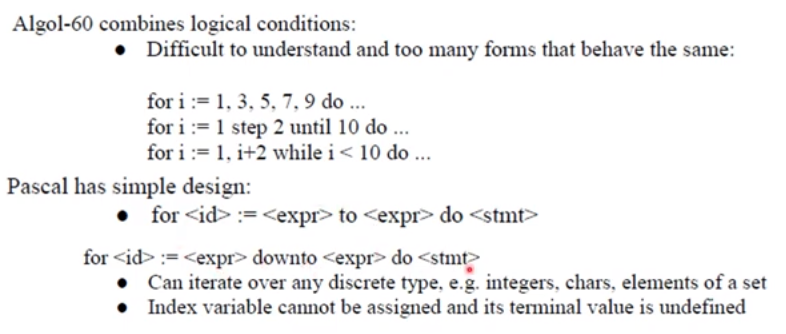 Algol-60 combines logical conditions:
● Difficult to understand and too many forms that behave the same:
for i := 1, 3, 5, 7, 9 do ...
for i := 1 step 2 until 10 do ...
for i := 1, i+2 while i < 10 do ...
Pascal has simple design:
● for <id> := <expr> to <expr> do <stmt>
for <id> := <expr> downto <expr> do <stmt>
● Can iterate over any discrete type, e.g. integers, chars, elements of a set
● Index variable cannot be assigned and its terminal value is undefined